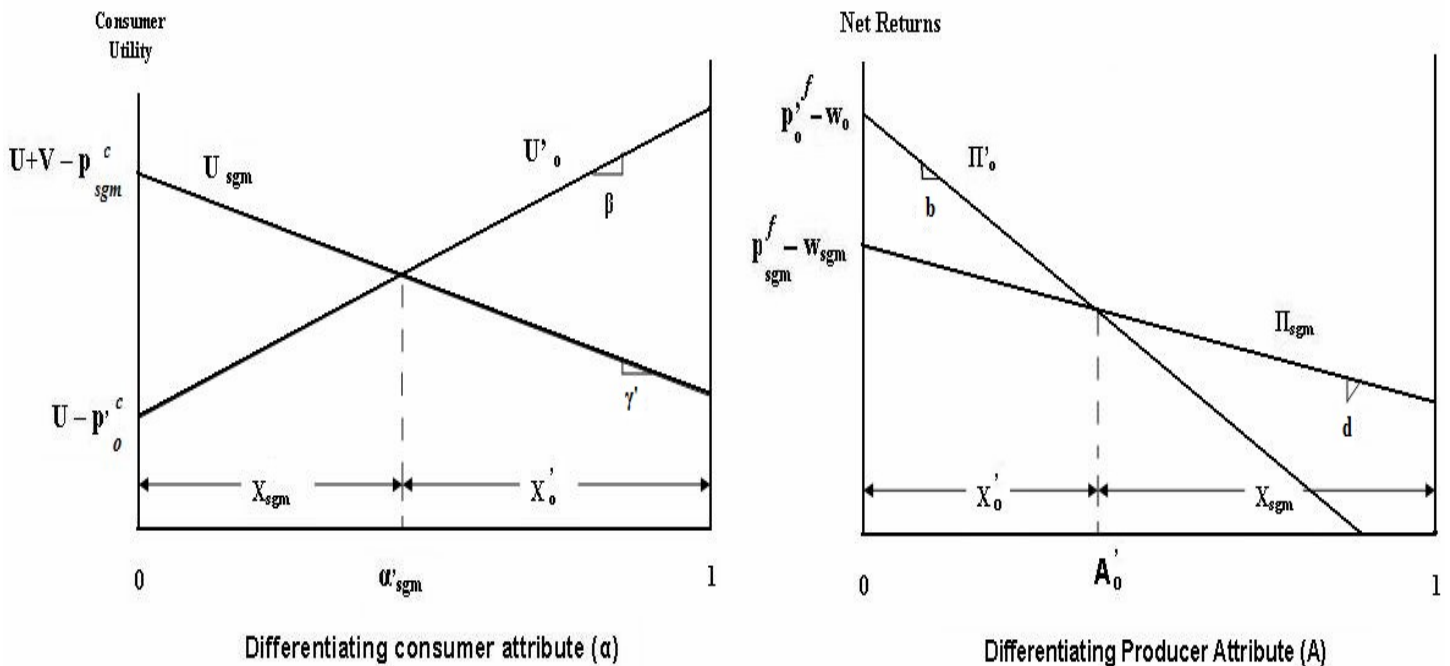 Consumer
Utility
U+V – p^c_sgm
U_sgm
U'_o
β
γ'
U – p'^c_o
X_sgm
X'_o
0
α'_sgm
1
Differentiating consumer attribute (α)
Net Returns
p'^f_o – w_o
Π'_o
b
p^f_sgm – w_sgm
Π_sgm
d
X'_o
X_sgm
0
A'_o
1
Differentiating Producer Attribute (A)